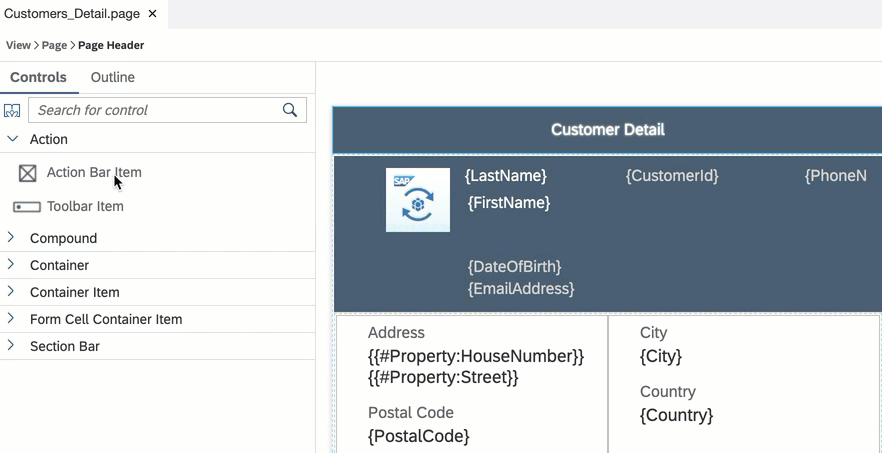 Customers_Detail.page ×
View > Page > Page Header
Controls Outline
Search for control
Action
Action Bar Item
Toolbar Item
Compound
Container
Container Item
Form Cell Container Item
Section Bar
Customer Detail
SAP
{LastName} {CustomerId} {PhoneN
{FirstName}
{DateOfBirth}
{EmailAddress}
Address
{{#Property:HouseNumber}}
{{#Property:Street}}
Postal Code
{PostalCode}
City
{City}
Country
{Country}